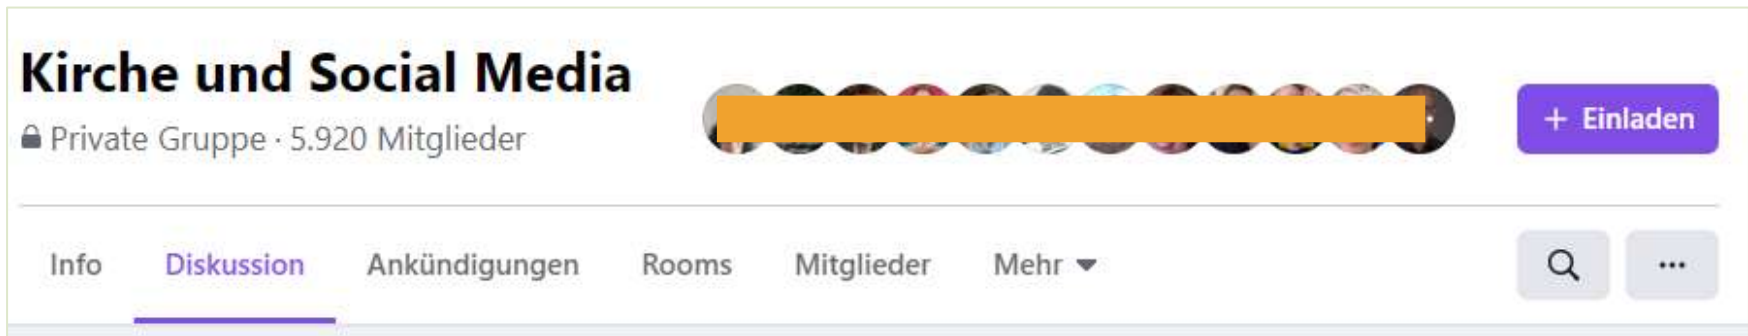 Kirche und Social Media
Private Gruppe · 5.920 Mitglieder
+ Einladen
Info Diskussion Ankündigungen Rooms Mitglieder Mehr